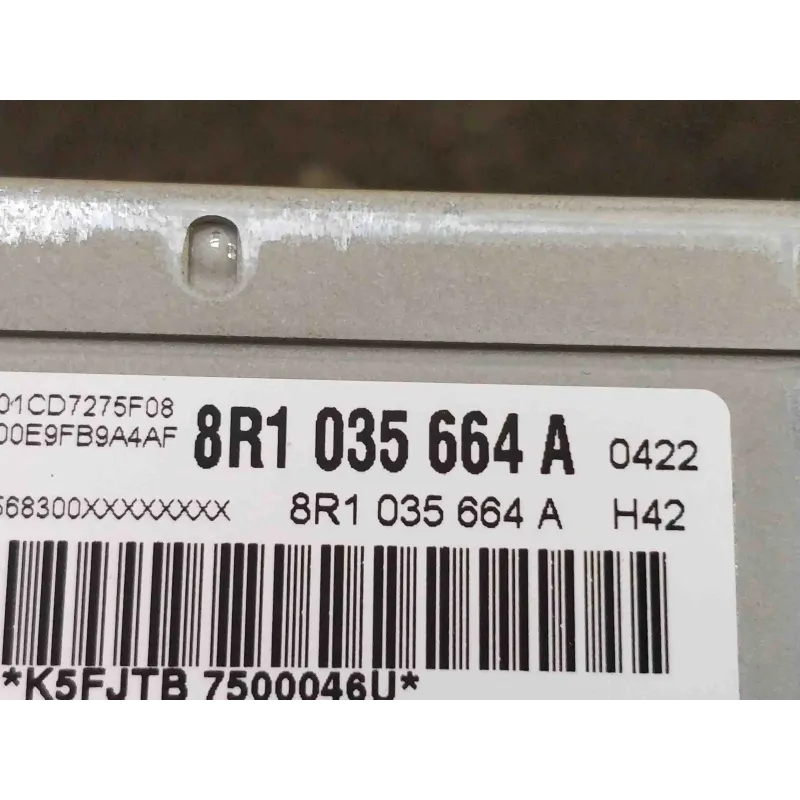 01CD7275F08
00E9FB9A4AF
8R1 035 664 A 0422
568300XXXXXXXX 8R1 035 664 A H42
*K5FJTB 7500046U*